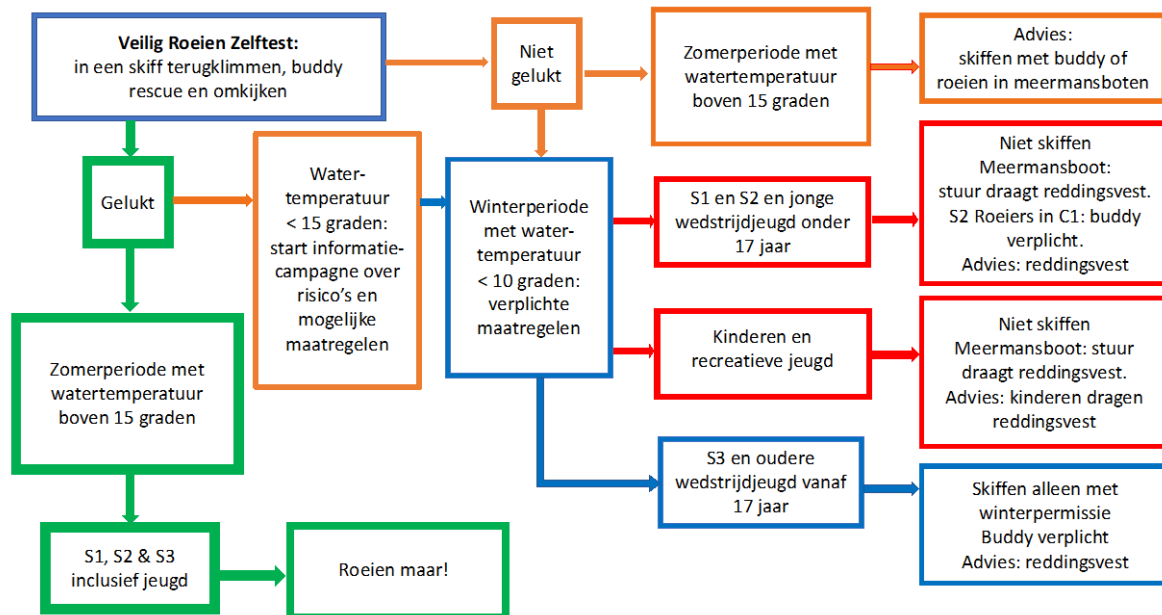 Veilig Roeien Zelftest:
in een skiff terugklimmen, buddy
rescue en omkijken
Niet
gelukt
Zomerperiode met
watertemperatuur
boven 15 graden
Advies:
skiffen met buddy of
roeien in meermansboten
Gelukt
Water-
temperatuur
< 15 graden:
start informatie-
campagne over
risico’s en
mogelijke
maatregelen
Winterperiode
met water-
temperatuur
< 10 graden:
verplichte
maatregelen
S1 en S2 en jonge
wedstrijdjeugd onder
17 jaar
Niet skiffen
Meermansboot:
stuur draagt reddingsvest.
S2 Roeiers in C1: buddy
verplicht.
Advies: reddingsvest
Kinderen en
recreatieve jeugd
Niet skiffen
Meermansboot: stuur
draagt reddingsvest.
Advies: kinderen dragen
reddingsvest
Zomerperiode met
watertemperatuur
boven 15 graden
S3 en oudere
wedstrijdjeugd vanaf
17 jaar
Skiffen alleen met
winterpermissie
Buddy verplicht
Advies: reddingsvest
S1, S2 & S3
inclusief jeugd
Roeien maar!